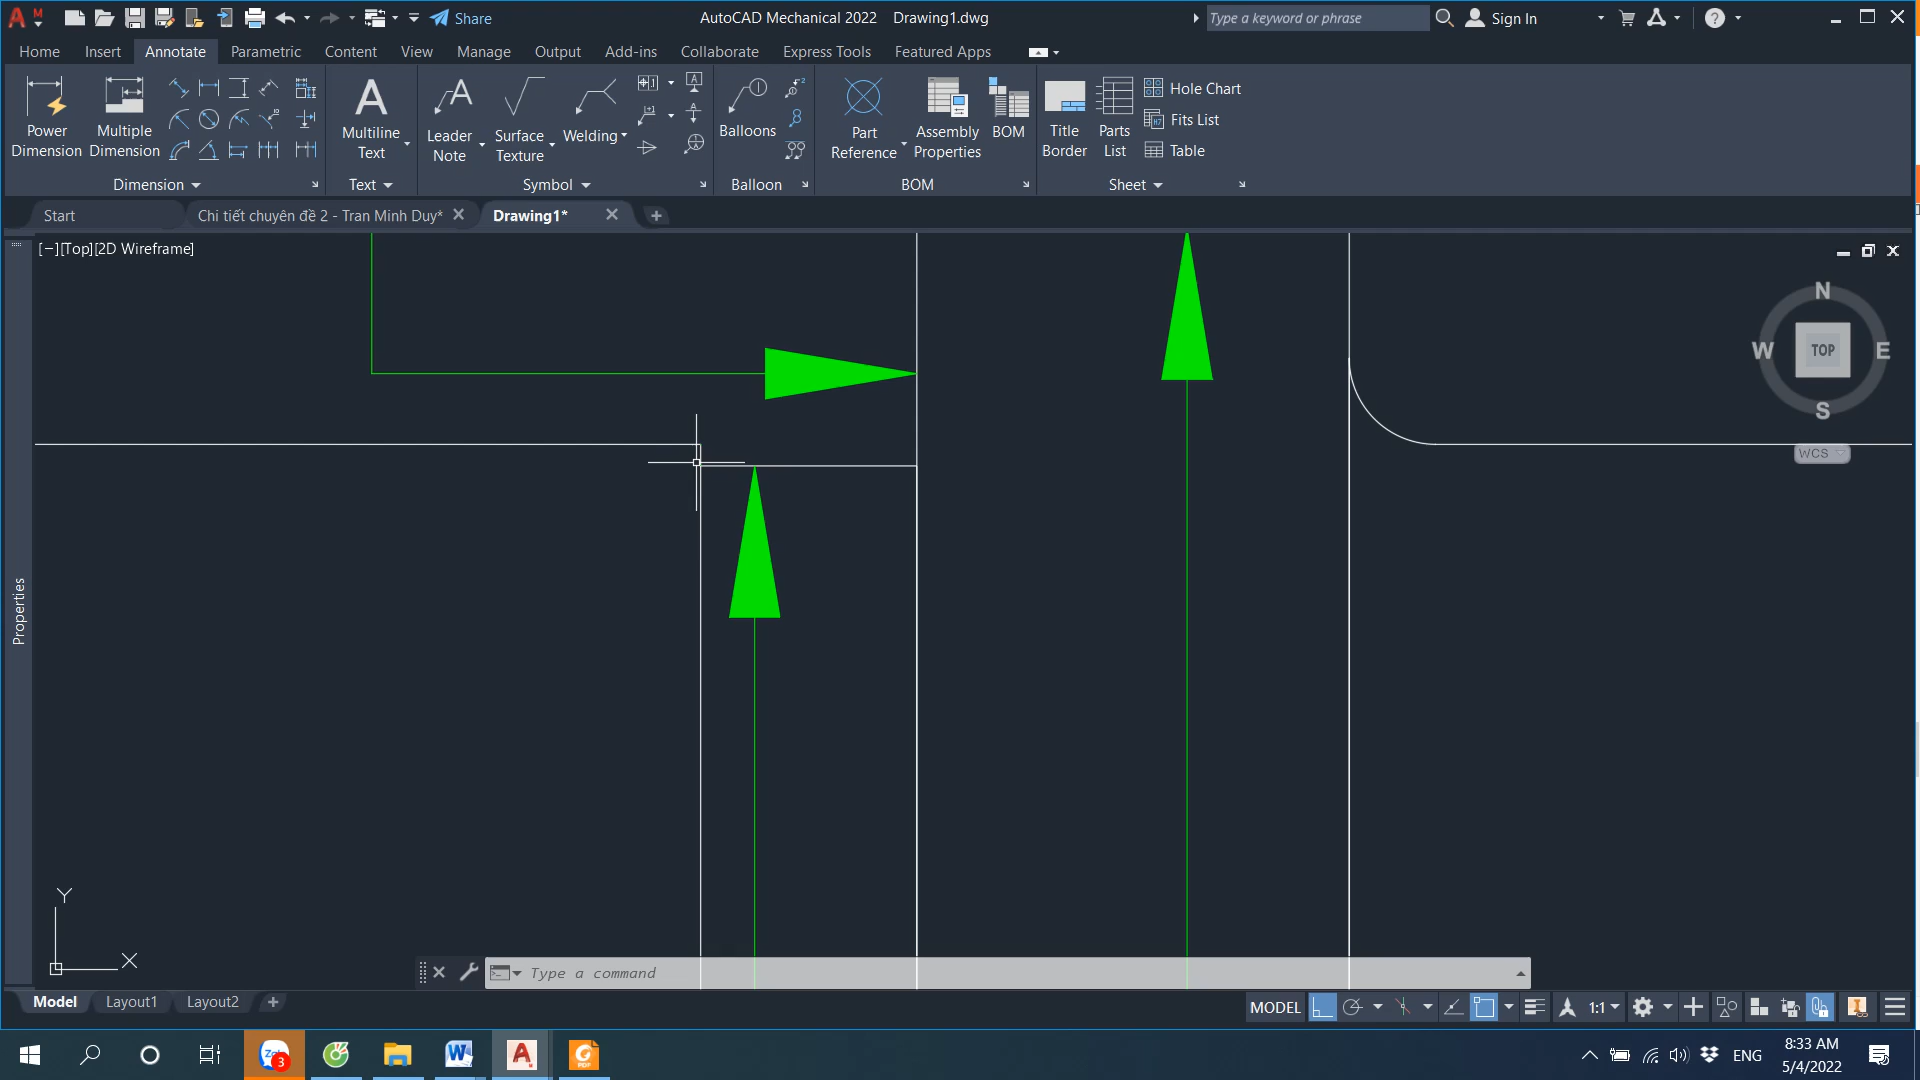 Share
AutoCAD Mechanical 2022 Drawing1.dwg
Type a keyword or phrase
Sign In
Home Insert Annotate Parametric Content View Manage Output Add-ins Collaborate Express Tools Featured Apps
Power Dimension
Multiple Dimension
Dimension
Multiline Text
Text
Leader Note
Surface Texture
Welding
Symbol
Balloons
Balloon
Part Reference
Assembly Properties
BOM
BOM
Title Border
Parts List
Hole Chart
Fits List
Table
Sheet
Start
Chi tiết chuyên đề 2 - Tran Minh Duy*
Drawing1*
[−][Top][2D Wireframe]
N
W TOP E
S
WCS
Properties
Y
X
Type a command
Model Layout1 Layout2
MODEL
1:1
3
ENG
8:33 AM
5/4/2022